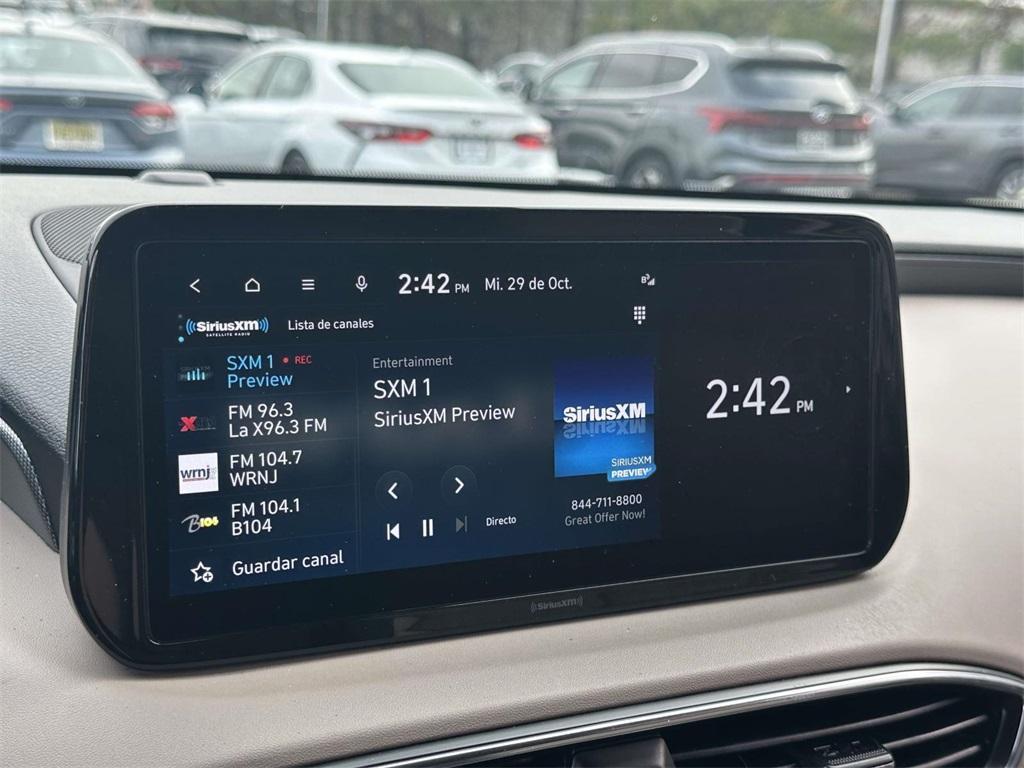 2:42 PM Mi. 29 de Oct.
((SiriusXM))
SATELLITE RADIO
Lista de canales
SXM 1 • REC
Preview
FM 96.3
La X96.3 FM
wrnj
FM 104.7
WRNJ
B104
FM 104.1
B104
Guardar canal
Entertainment
SXM 1
SiriusXM Preview
Directo
SiriusXM
SIRIUSXM
PREVIEW
844-711-8800
Great Offer Now!
2:42 PM
((SiriusXM))